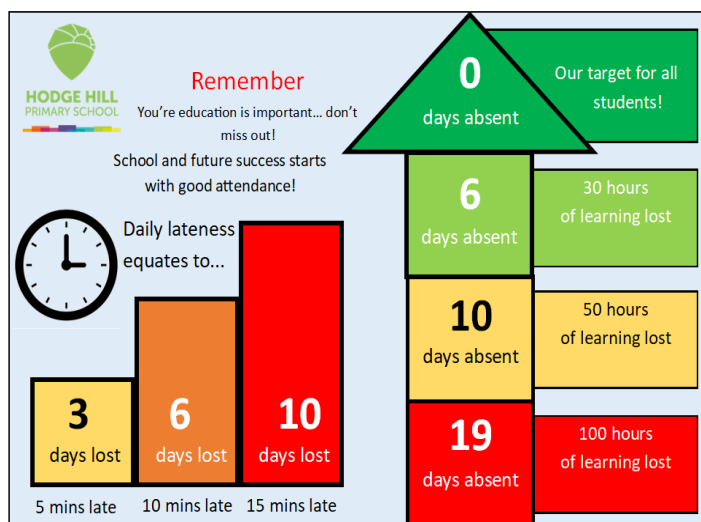 HODGE HILL
PRIMARY SCHOOL
Remember
You're education is important... don't
miss out!
School and future success starts
with good attendance!
Daily lateness
equates to...
3
days lost
5 mins late
6
days lost
10 mins late
10
days lost
15 mins late
0
days absent
Our target for all
students!
6
days absent
30 hours
of learning lost
10
days absent
50 hours
of learning lost
19
days absent
100 hours
of learning lost